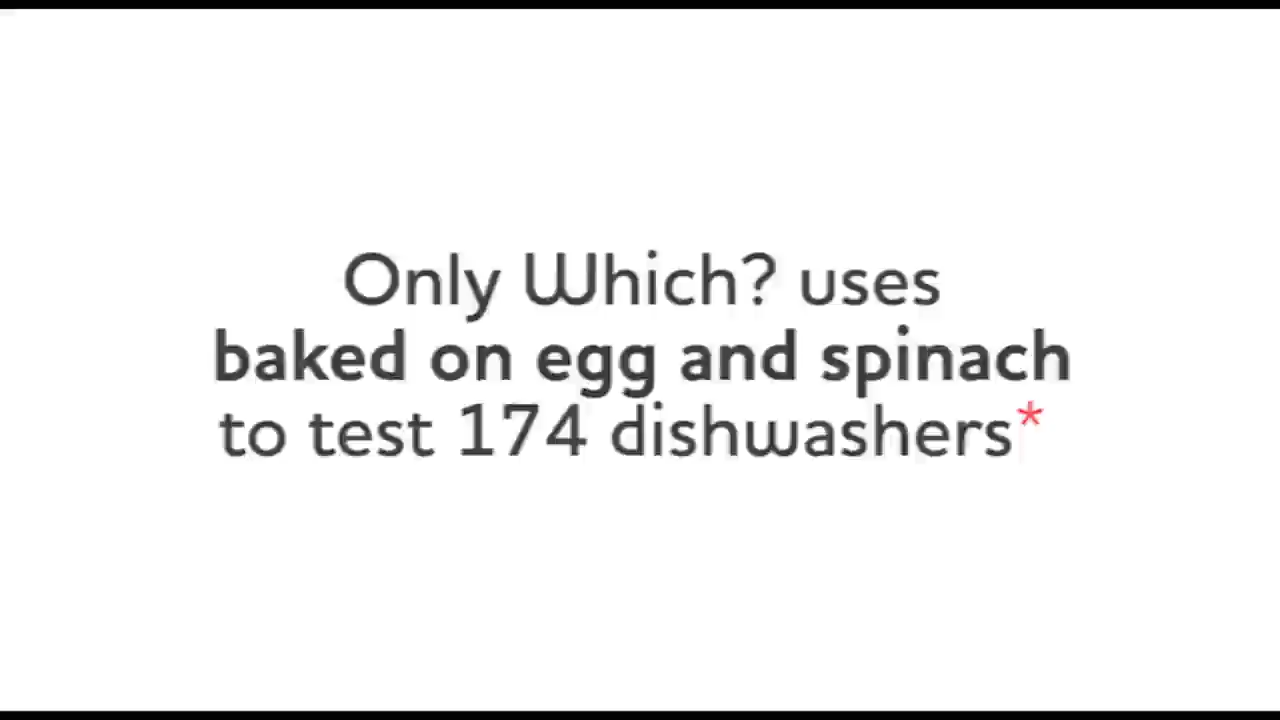 Only Which? uses
baked on egg and spinach
to test 174 dishwashers*